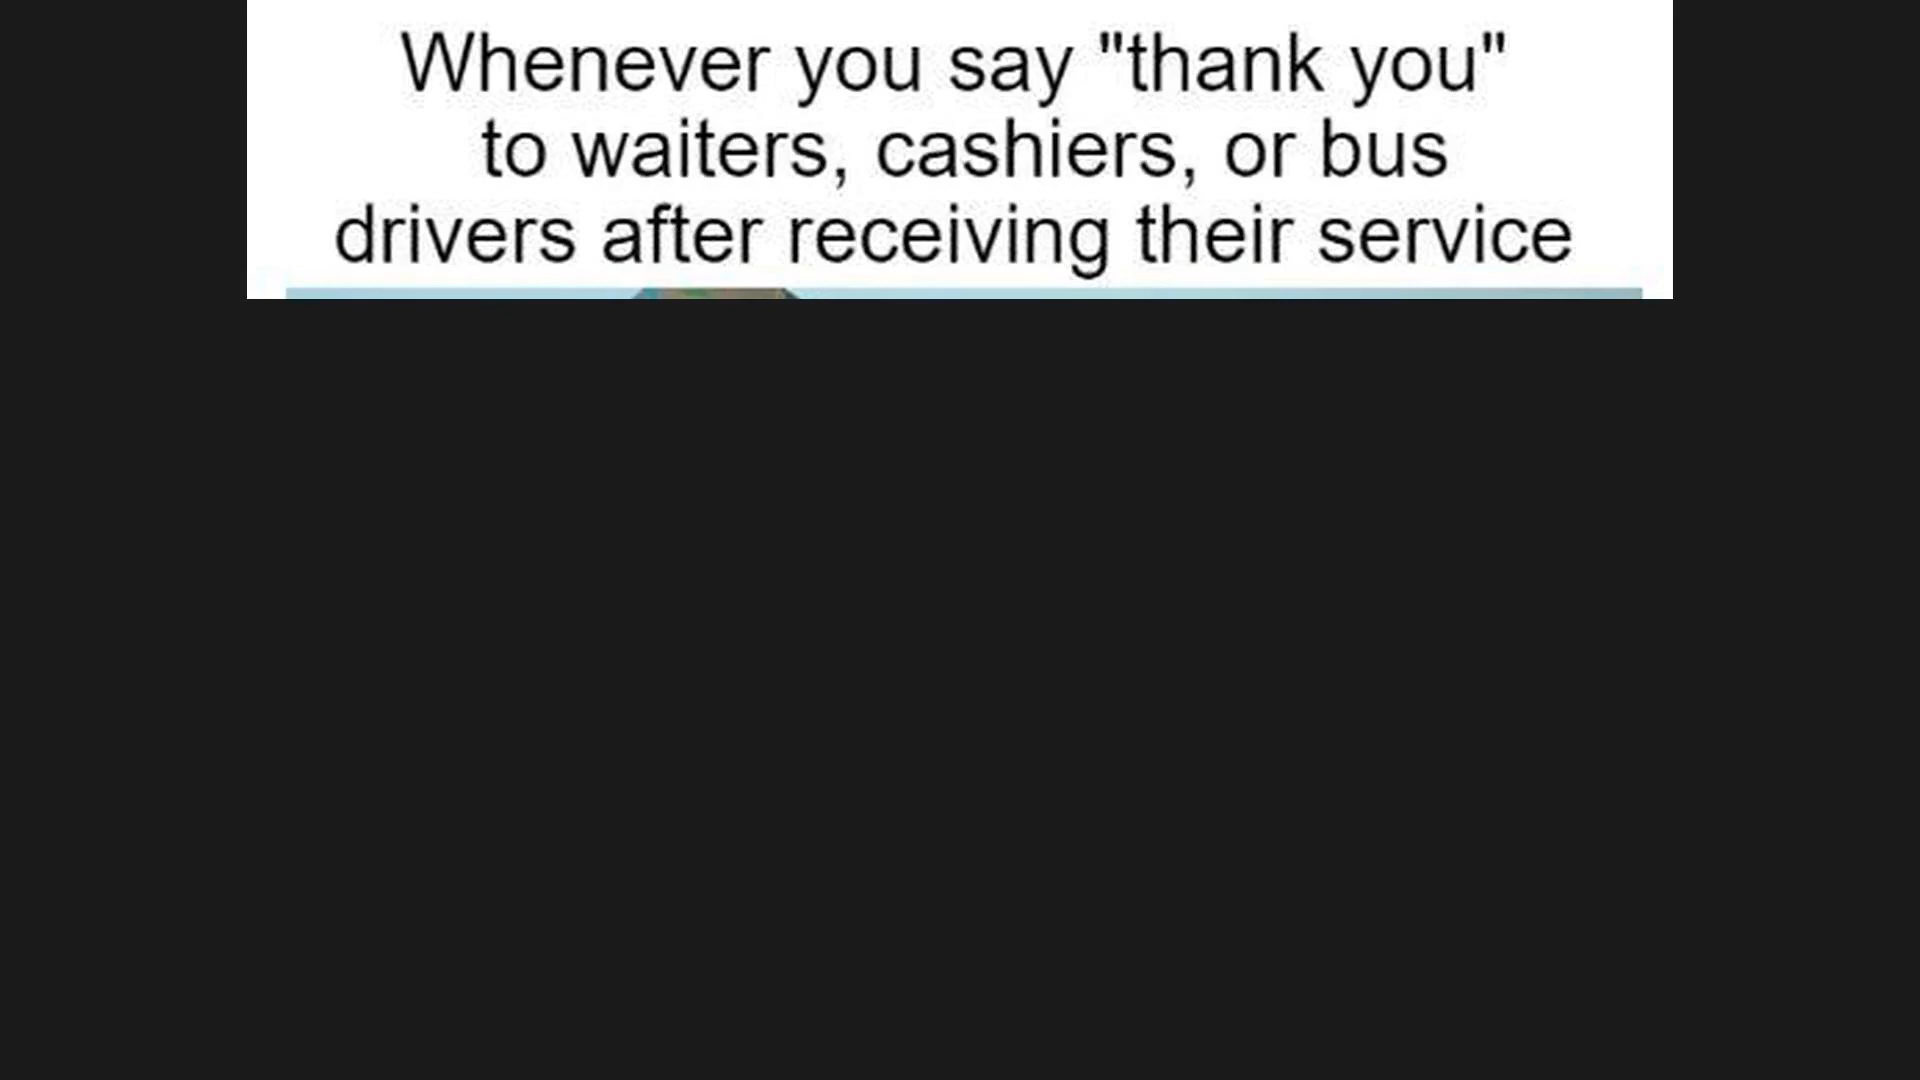 Whenever you say "thank you"
to waiters, cashiers, or bus
drivers after receiving their service